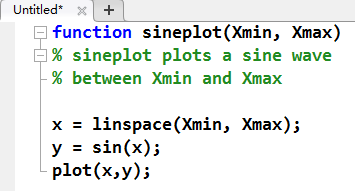 Untitled*
function sineplot(Xmin, Xmax)
% sineplot plots a sine wave
% between Xmin and Xmax
x = linspace(Xmin, Xmax);
y = sin(x);
plot(x,y);